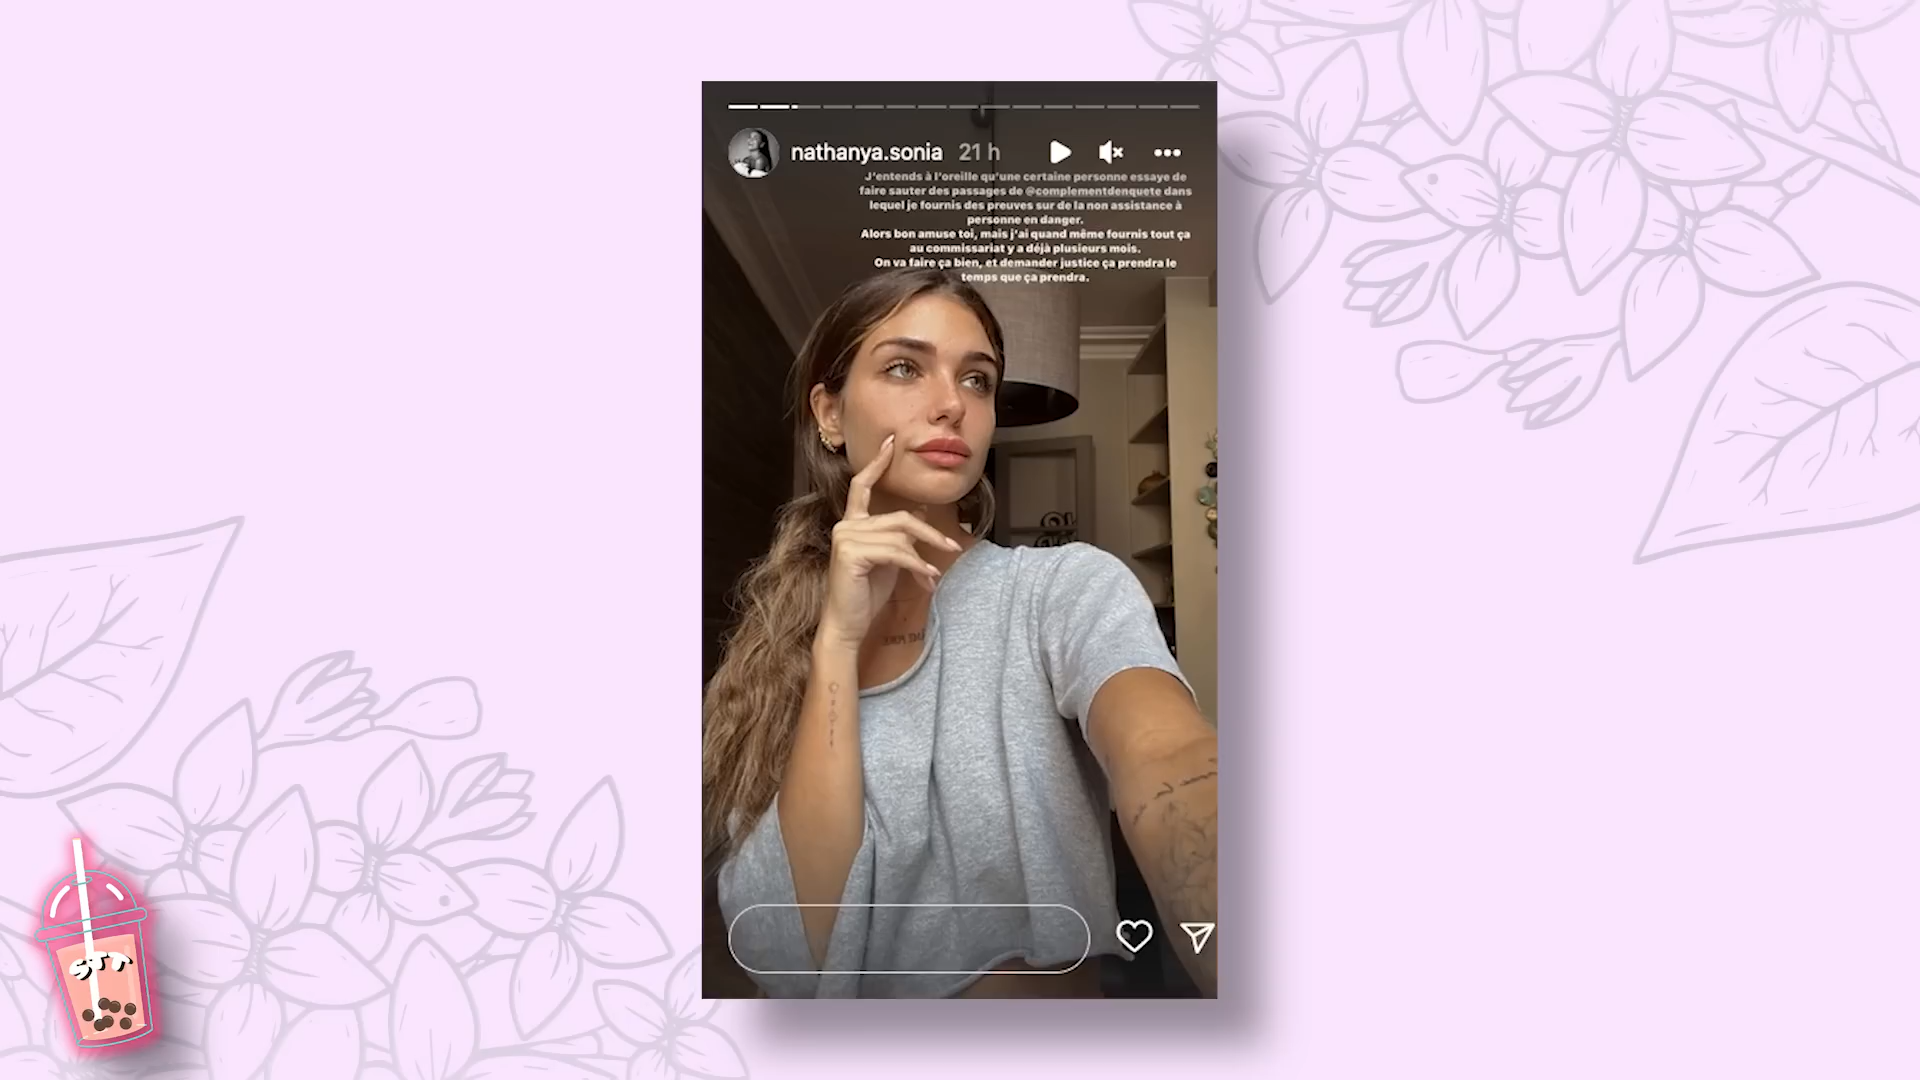 nathanya.sonia 21 h
J'entends à l'oreille qu'une certaine personne essaye de
faire sauter des passages de @complementdenquete dans
lequel je fournis des preuves sur de la non assistance à
personne en danger.
Alors bon amuse toi, mais j'ai quand même fournis tout ça
au commissariat y a déjà plusieurs mois.
On va faire ça bien, et demander justice ça prendra le
temps que ça prendra.
STT